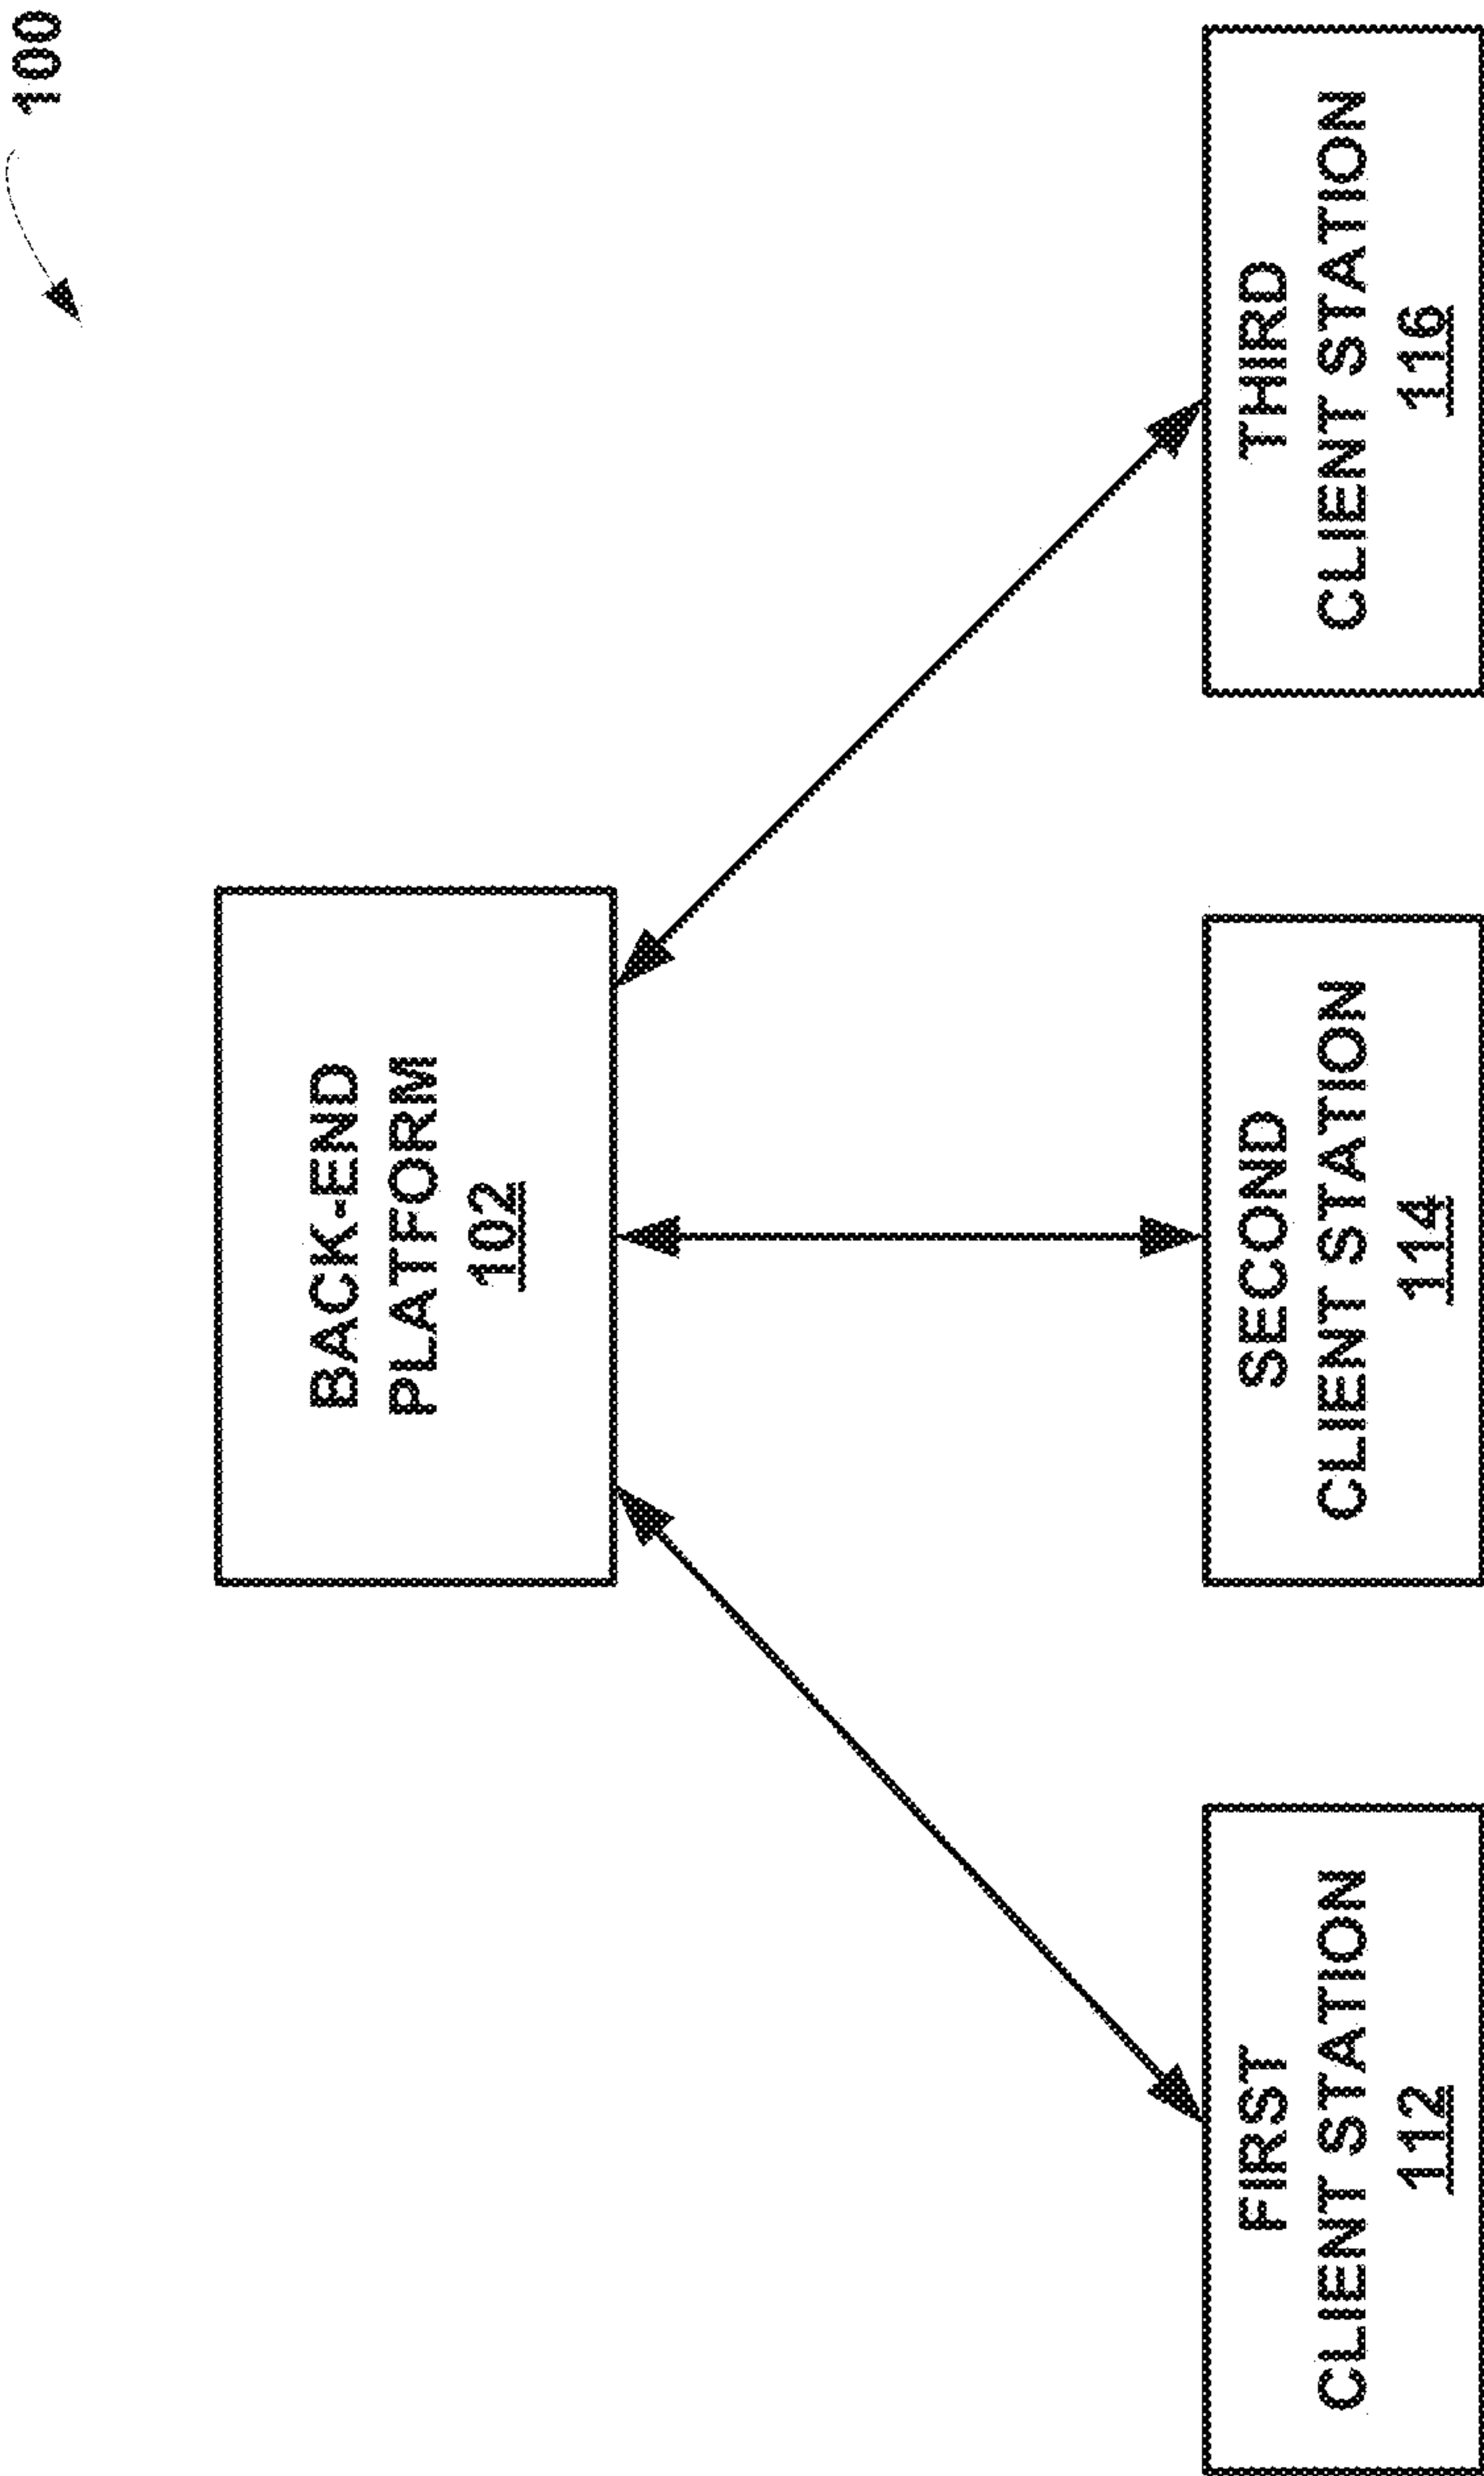 100
BACK-END
PLATFORM
102
FIRST
CLIENT STATION
112
SECOND
CLIENT STATION
114
THIRD
CLIENT STATION
116